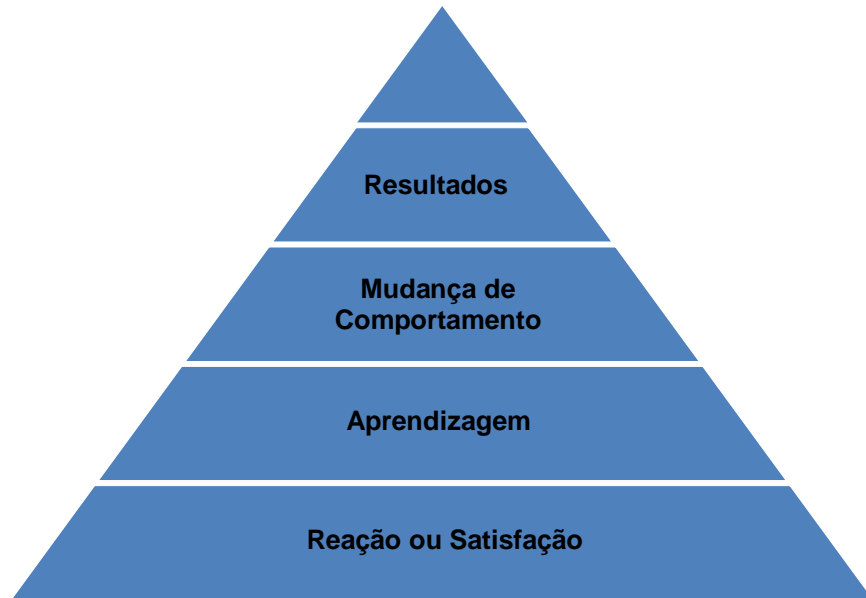 Resultados
Mudança de
Comportamento
Aprendizagem
Reação ou Satisfação